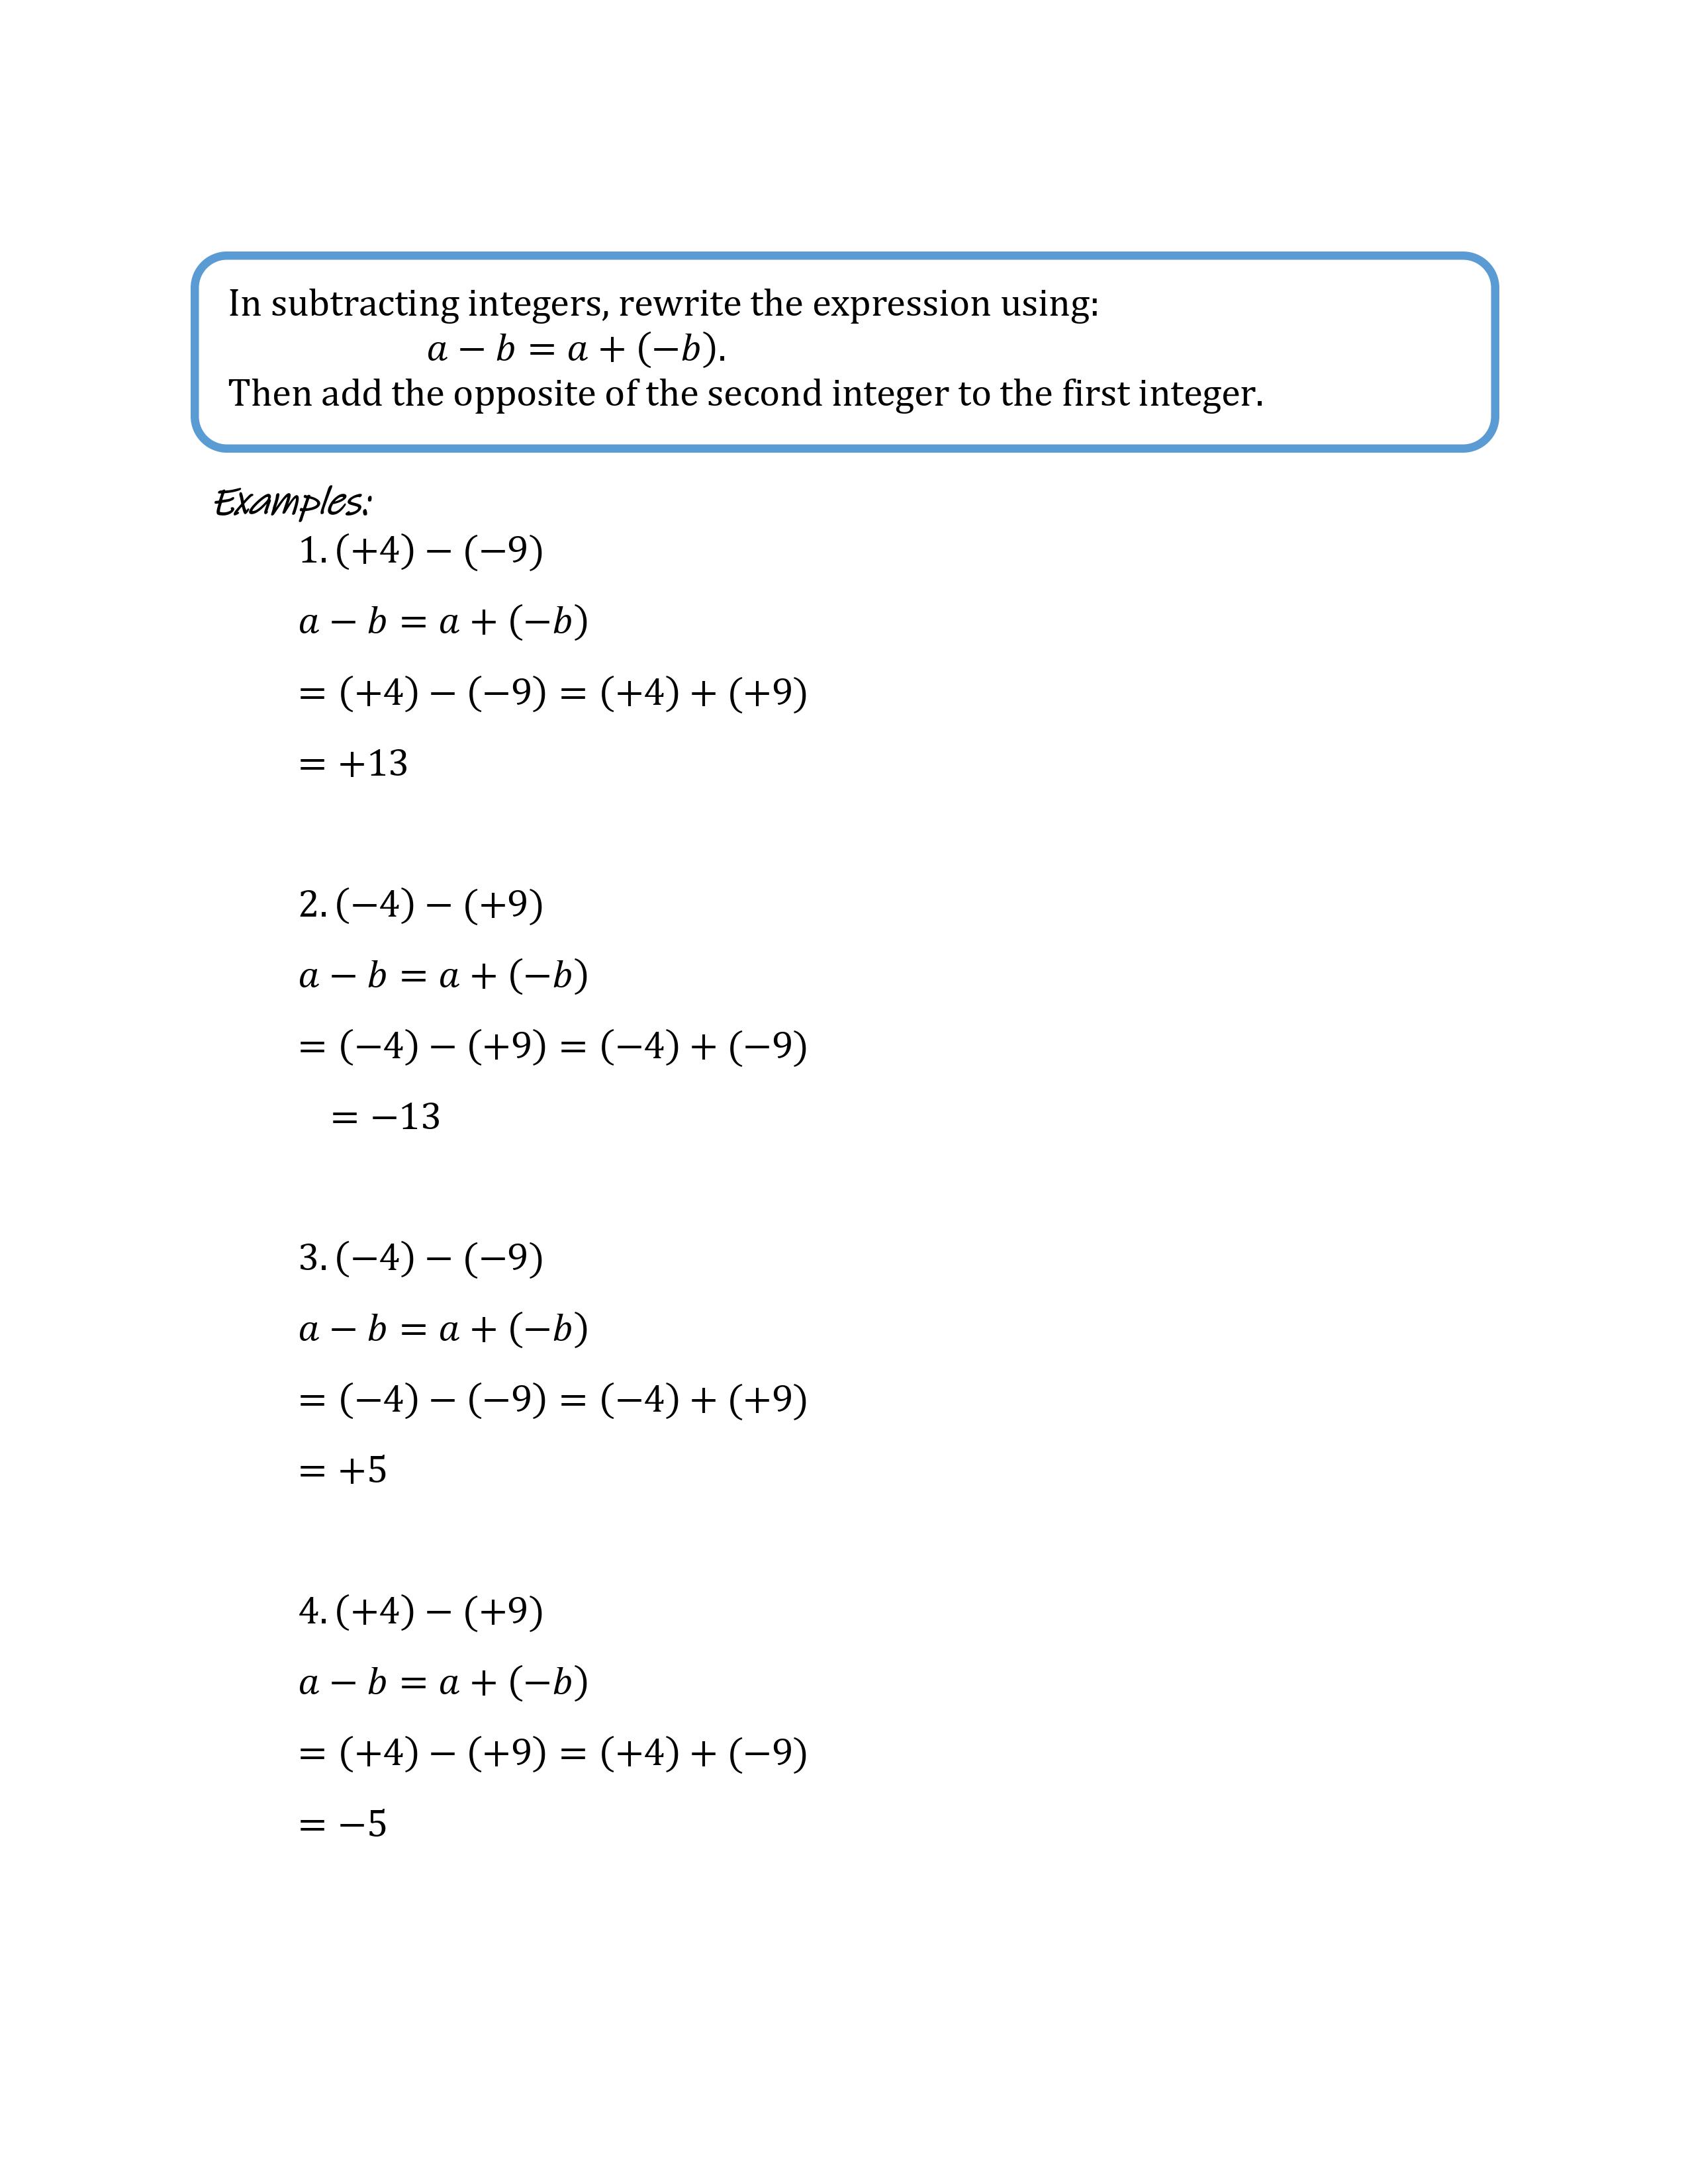 In subtracting integers, rewrite the expression using:
a − b = a + (−b).
Then add the opposite of the second integer to the first integer.
Examples:
1. (+4) − (−9)
a − b = a + (−b)
= (+4) − (−9) = (+4) + (+9)
= +13
2. (−4) − (+9)
a − b = a + (−b)
= (−4) − (+9) = (−4) + (−9)
= −13
3. (−4) − (−9)
a − b = a + (−b)
= (−4) − (−9) = (−4) + (+9)
= +5
4. (+4) − (+9)
a − b = a + (−b)
= (+4) − (+9) = (+4) + (−9)
= −5